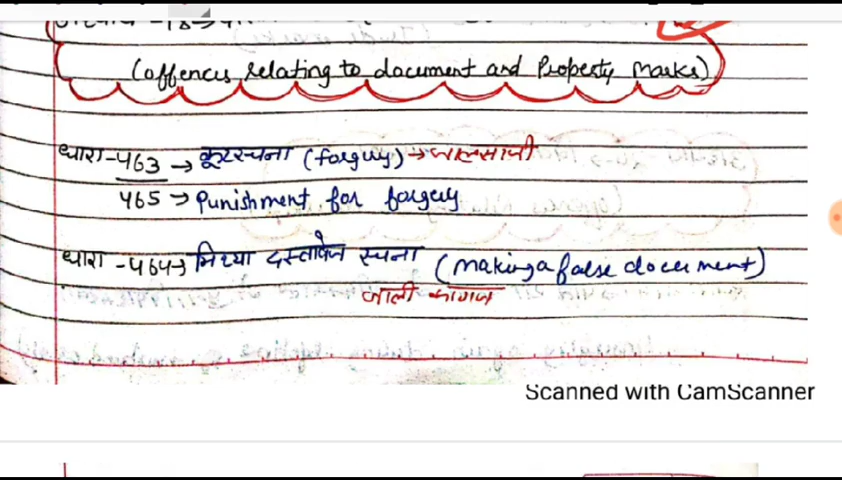 (offences relating to document and Property marks)
धारा-463 → कूटरचना (forguy) → जालसाजी
465 → Punishment for forgery
धारा -464 → मिथ्या दस्तावेज रचना (making a false document)
जाली कागज
Scanned with CamScanner